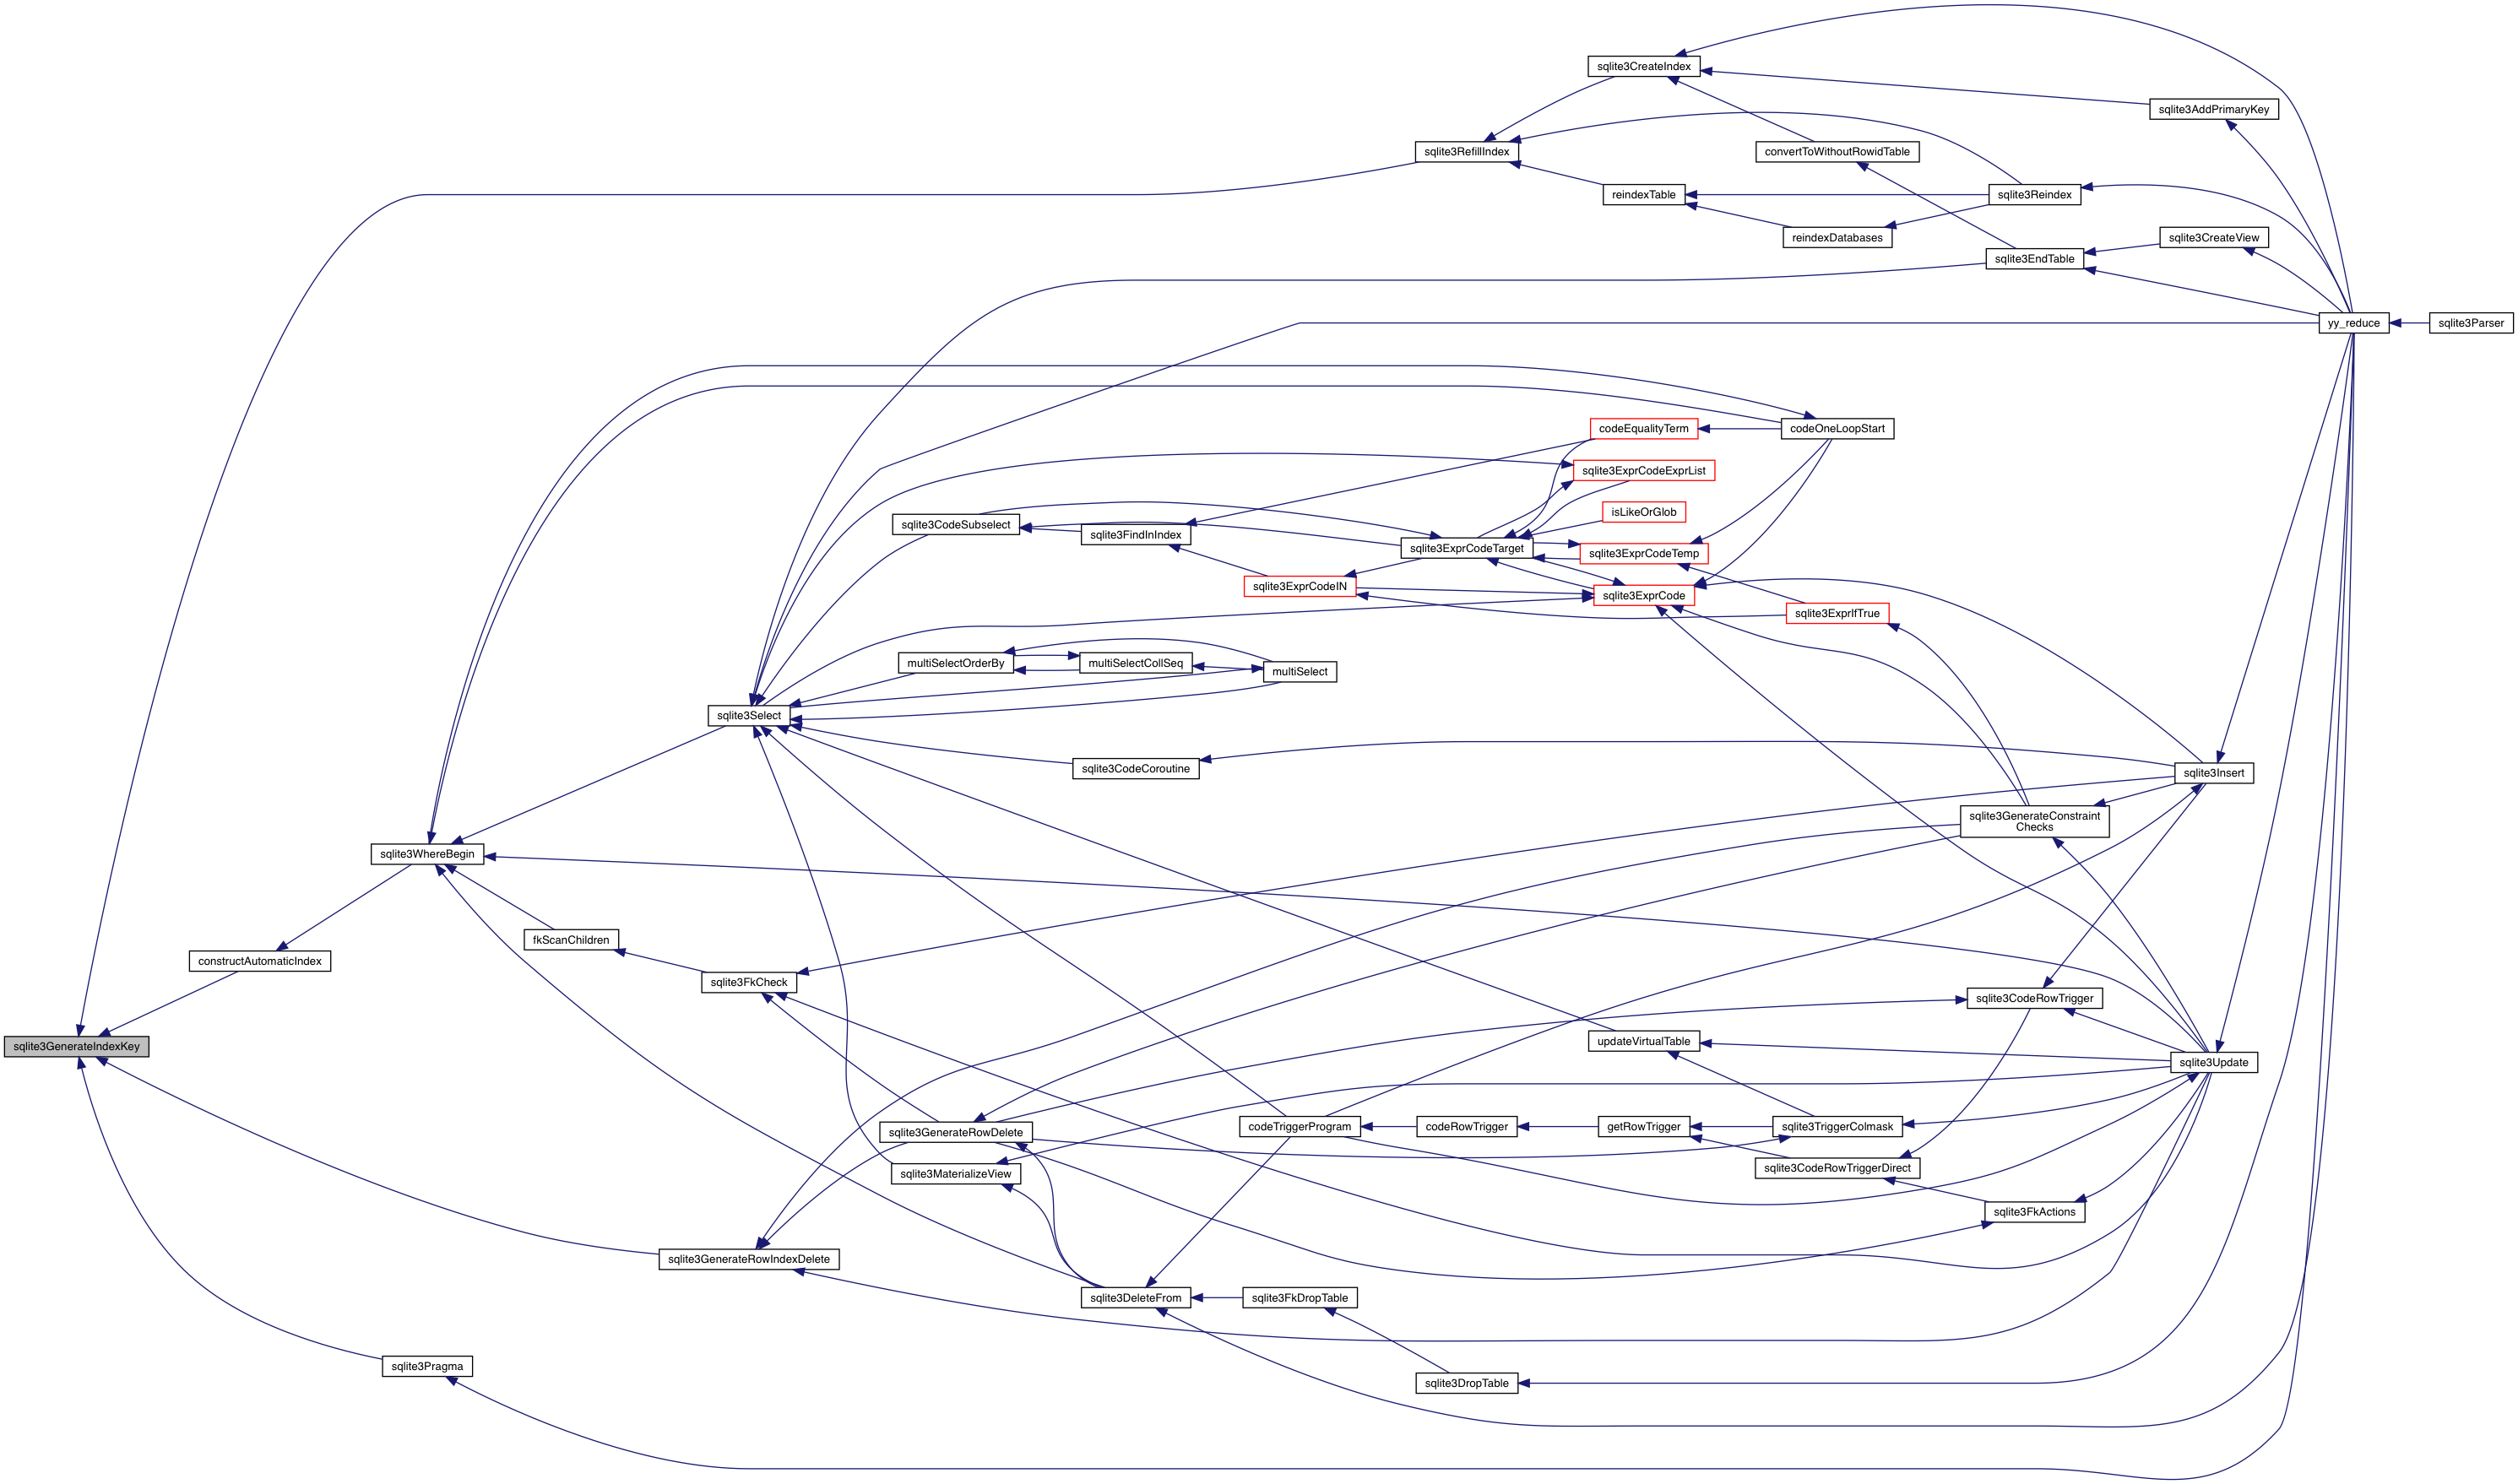 sqlite3CreateIndex
sqlite3AddPrimaryKey
sqlite3RefillIndex
convertToWithoutRowidTable
reindexTable
sqlite3Reindex
reindexDatabases
sqlite3CreateView
sqlite3EndTable
yy_reduce
sqlite3Parser
codeEqualityTerm
codeOneLoopStart
sqlite3ExprCodeExprList
isLikeOrGlob
sqlite3CodeSubselect
sqlite3FindInIndex
sqlite3ExprCodeTarget
sqlite3ExprCodeTemp
sqlite3ExprCodeIN
sqlite3ExprCode
sqlite3ExprIfTrue
multiSelectOrderBy
multiSelectCollSeq
multiSelect
sqlite3Select
sqlite3CodeCoroutine
sqlite3Insert
sqlite3GenerateConstraint
Checks
sqlite3WhereBegin
fkScanChildren
constructAutomaticIndex
sqlite3FkCheck
sqlite3CodeRowTrigger
sqlite3GenerateIndexKey
updateVirtualTable
sqlite3Update
sqlite3GenerateRowDelete
codeTriggerProgram
codeRowTrigger
getRowTrigger
sqlite3TriggerColmask
sqlite3MaterializeView
sqlite3CodeRowTriggerDirect
sqlite3FkActions
sqlite3GenerateRowIndexDelete
sqlite3DeleteFrom
sqlite3FkDropTable
sqlite3Pragma
sqlite3DropTable